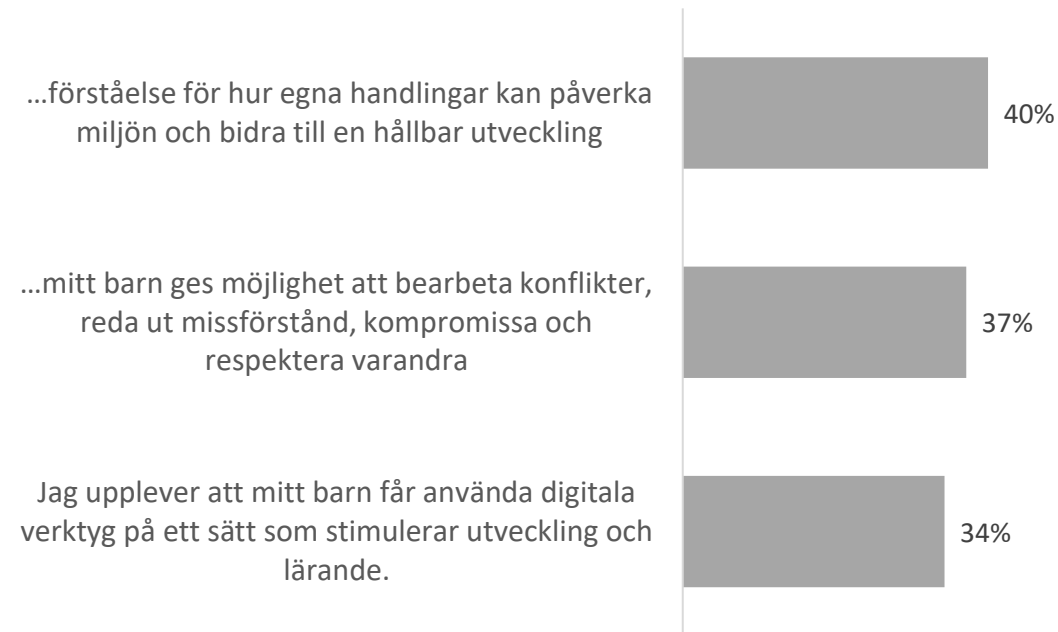 …förståelse för hur egna handlingar kan påverka
miljön och bidra till en hållbar utveckling
40%
…mitt barn ges möjlighet att bearbeta konflikter,
reda ut missförstånd, kompromissa och
respektera varandra
37%
Jag upplever att mitt barn får använda digitala
verktyg på ett sätt som stimulerar utveckling och
lärande.
34%